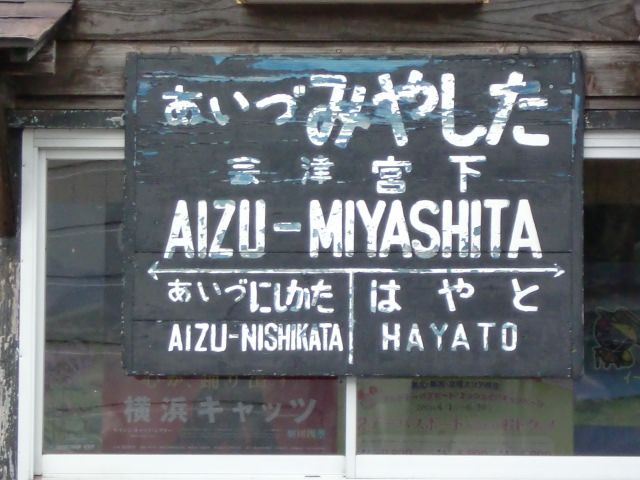 あいづみやした
会津宮下
AIZU-MIYASHITA
あいづにしかた
はやと
AIZU-NISHIKATA
HAYATO
横浜キャッツ